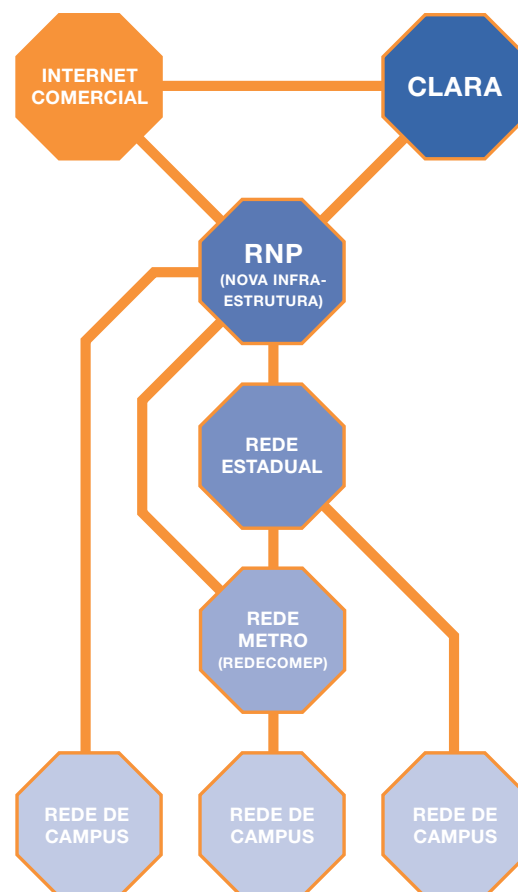 INTERNET
COMERCIAL
CLARA
RNP
(NOVA INFRA-
ESTRUTURA)
REDE
ESTADUAL
REDE
METRO
(REDECOMEP)
REDE DE
CAMPUS
REDE DE
CAMPUS
REDE DE
CAMPUS